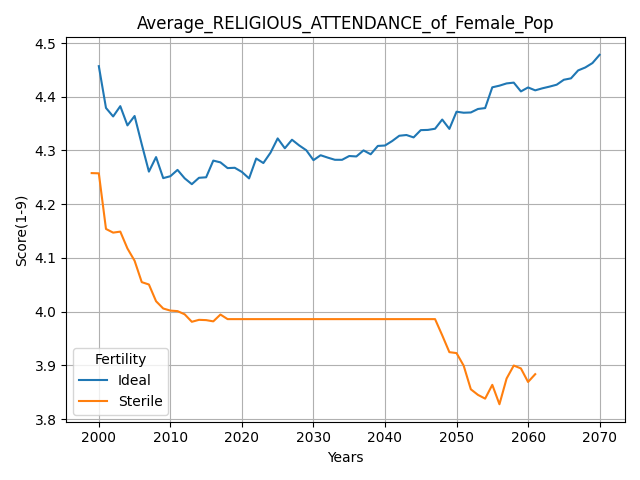 Average_RELIGIOUS_ATTENDANCE_of_Female_Pop
4.5
4.4
4.3
4.2
4.1
4.0
3.9
3.8
Score(1-9)
Fertility
Ideal
Sterile
2000 2010 2020 2030 2040 2050 2060 2070
Years